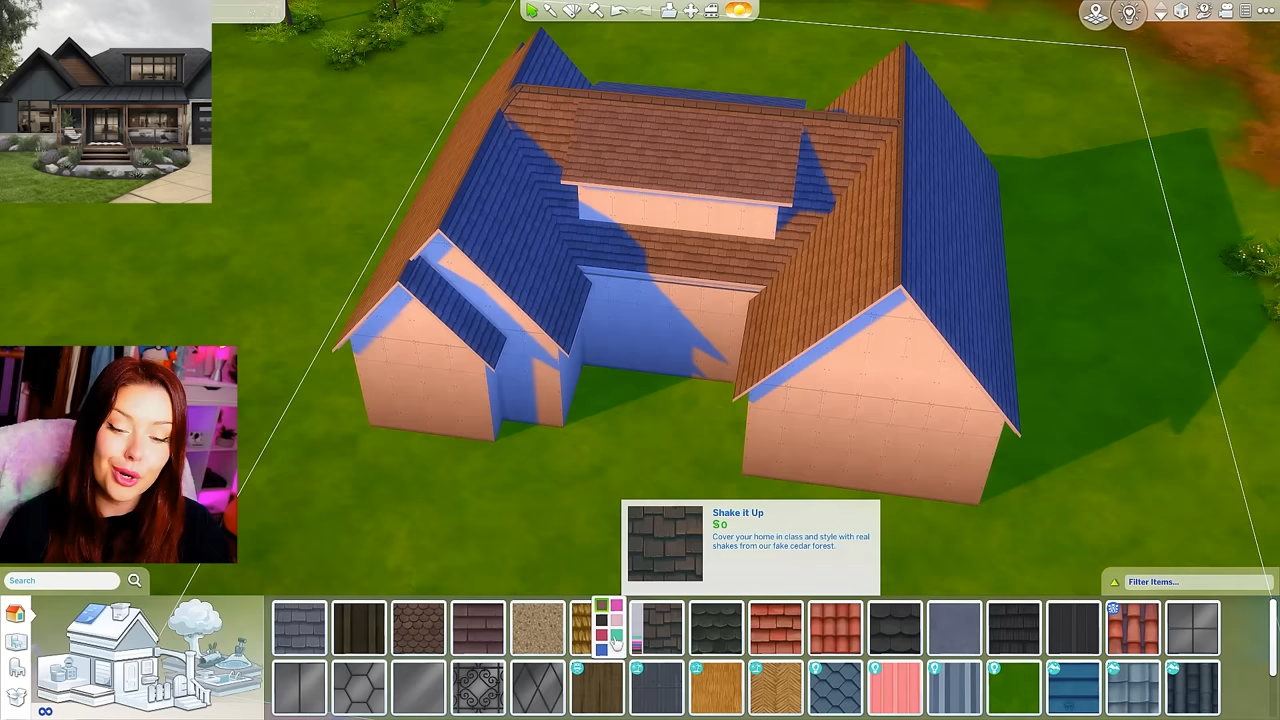 Shake it Up
§0
Cover your home in class and style with real
shakes from our fake cedar forest.
Search
Filter Items...